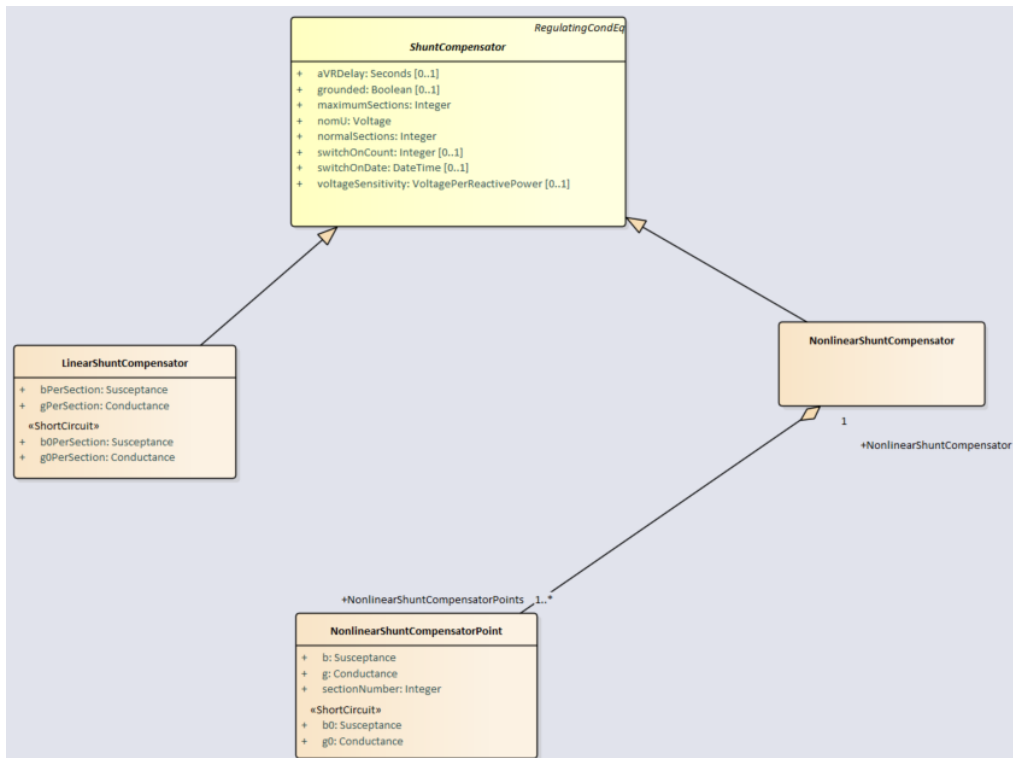 RegulatingCondEq
ShuntCompensator
+ aVRDelay: Seconds [0..1]
+ grounded: Boolean [0..1]
+ maximumSections: Integer
+ nomU: Voltage
+ normalSections: Integer
+ switchOnCount: Integer [0..1]
+ switchOnDate: DateTime [0..1]
+ voltageSensitivity: VoltagePerReactivePower [0..1]
LinearShuntCompensator
+ bPerSection: Susceptance
+ gPerSection: Conductance
«ShortCircuit»
+ b0PerSection: Susceptance
+ g0PerSection: Conductance
NonlinearShuntCompensator
1
+NonlinearShuntCompensator
+NonlinearShuntCompensatorPoints 1..*
NonlinearShuntCompensatorPoint
+ b: Susceptance
+ g: Conductance
+ sectionNumber: Integer
«ShortCircuit»
+ b0: Susceptance
+ g0: Conductance